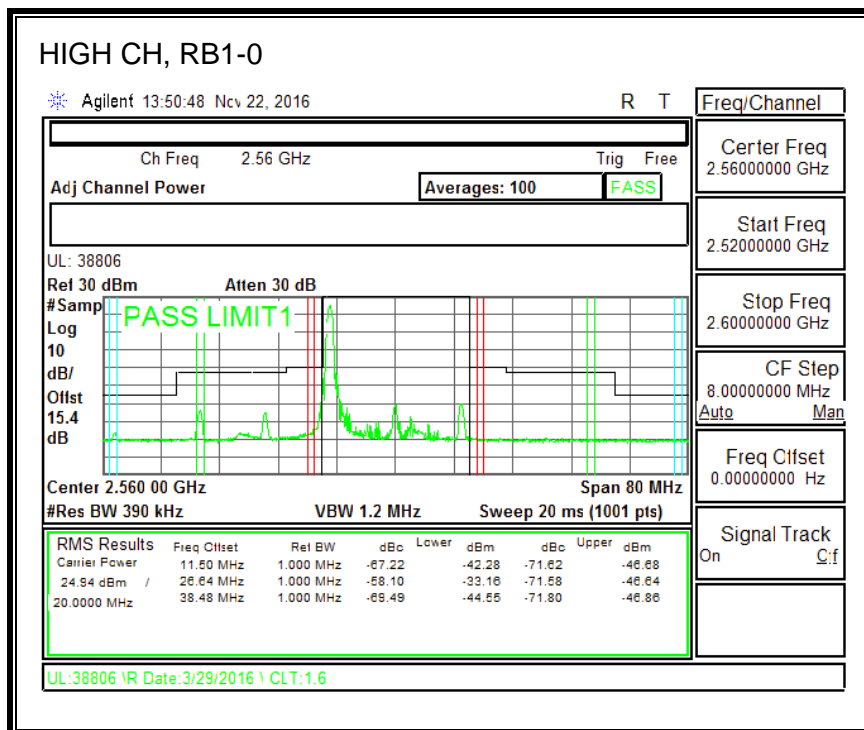 HIGH CH, RB1-0
Agilent 13:50:48 Nov 22, 2016 R T
Freq/Channel
Ch Freq 2.56 GHz Trig Free
Adj Channel Power Averages: 100 PASS
Center Freq
2.56000000 GHz
Start Freq
2.52000000 GHz
Stop Freq
2.60000000 GHz
CF Step
8.00000000 MHz
Auto Man
Freq Offset
0.00000000 Hz
Signal Track
On Off
UL: 38806
Ref 30 dBm Atten 30 dB
#Samp
Log
10
dB/
Offst
15.4
dB
PASS LIMIT1
Center 2.560 00 GHz Span 80 MHz
#Res BW 390 kHz VBW 1.2 MHz Sweep 20 ms (1001 pts)
RMS Results Freq Offset Ref BW dBc Lower dBm dBc Upper dBm
Carrier Power 11.50 MHz 1.000 MHz -67.22 -42.28 -71.62 -46.68
24.94 dBm / 26.64 MHz 1.000 MHz -58.10 -33.16 -71.58 -46.64
20.0000 MHz 38.48 MHz 1.000 MHz -69.49 -44.55 -71.80 -46.86
UL:38806 \R Date:3/29/2016 \ CLT:1.6